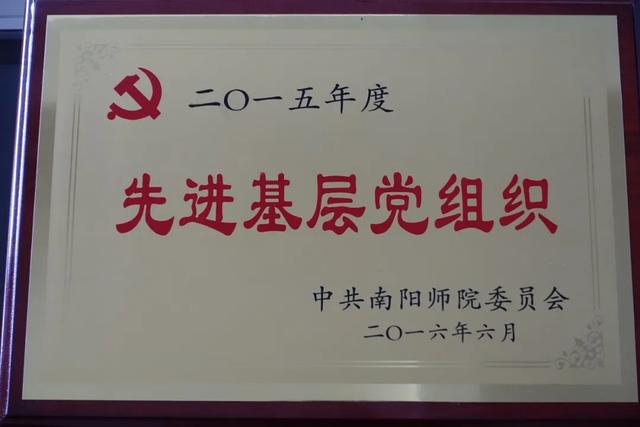 二〇一五年度
先进基层党组织
中共南阳师院委员会
二〇一六年六月